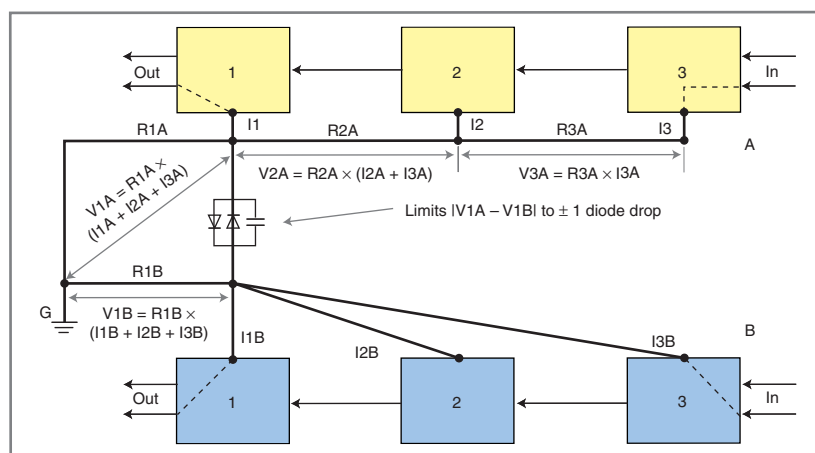 1
2
3
Out
In
I1
I2
I3
R1A
R2A
R3A
A
V2A = R2A × (I2A + I3A)
V3A = R3A × I3A
V1A = R1A ×
(I1A + I2A + I3A)
Limits |V1A – V1B| to ± 1 diode drop
R1B
G
V1B = R1B ×
(I1B + I2B + I3B)
I1B
I2B
I3B
B
Out
1
2
3
In